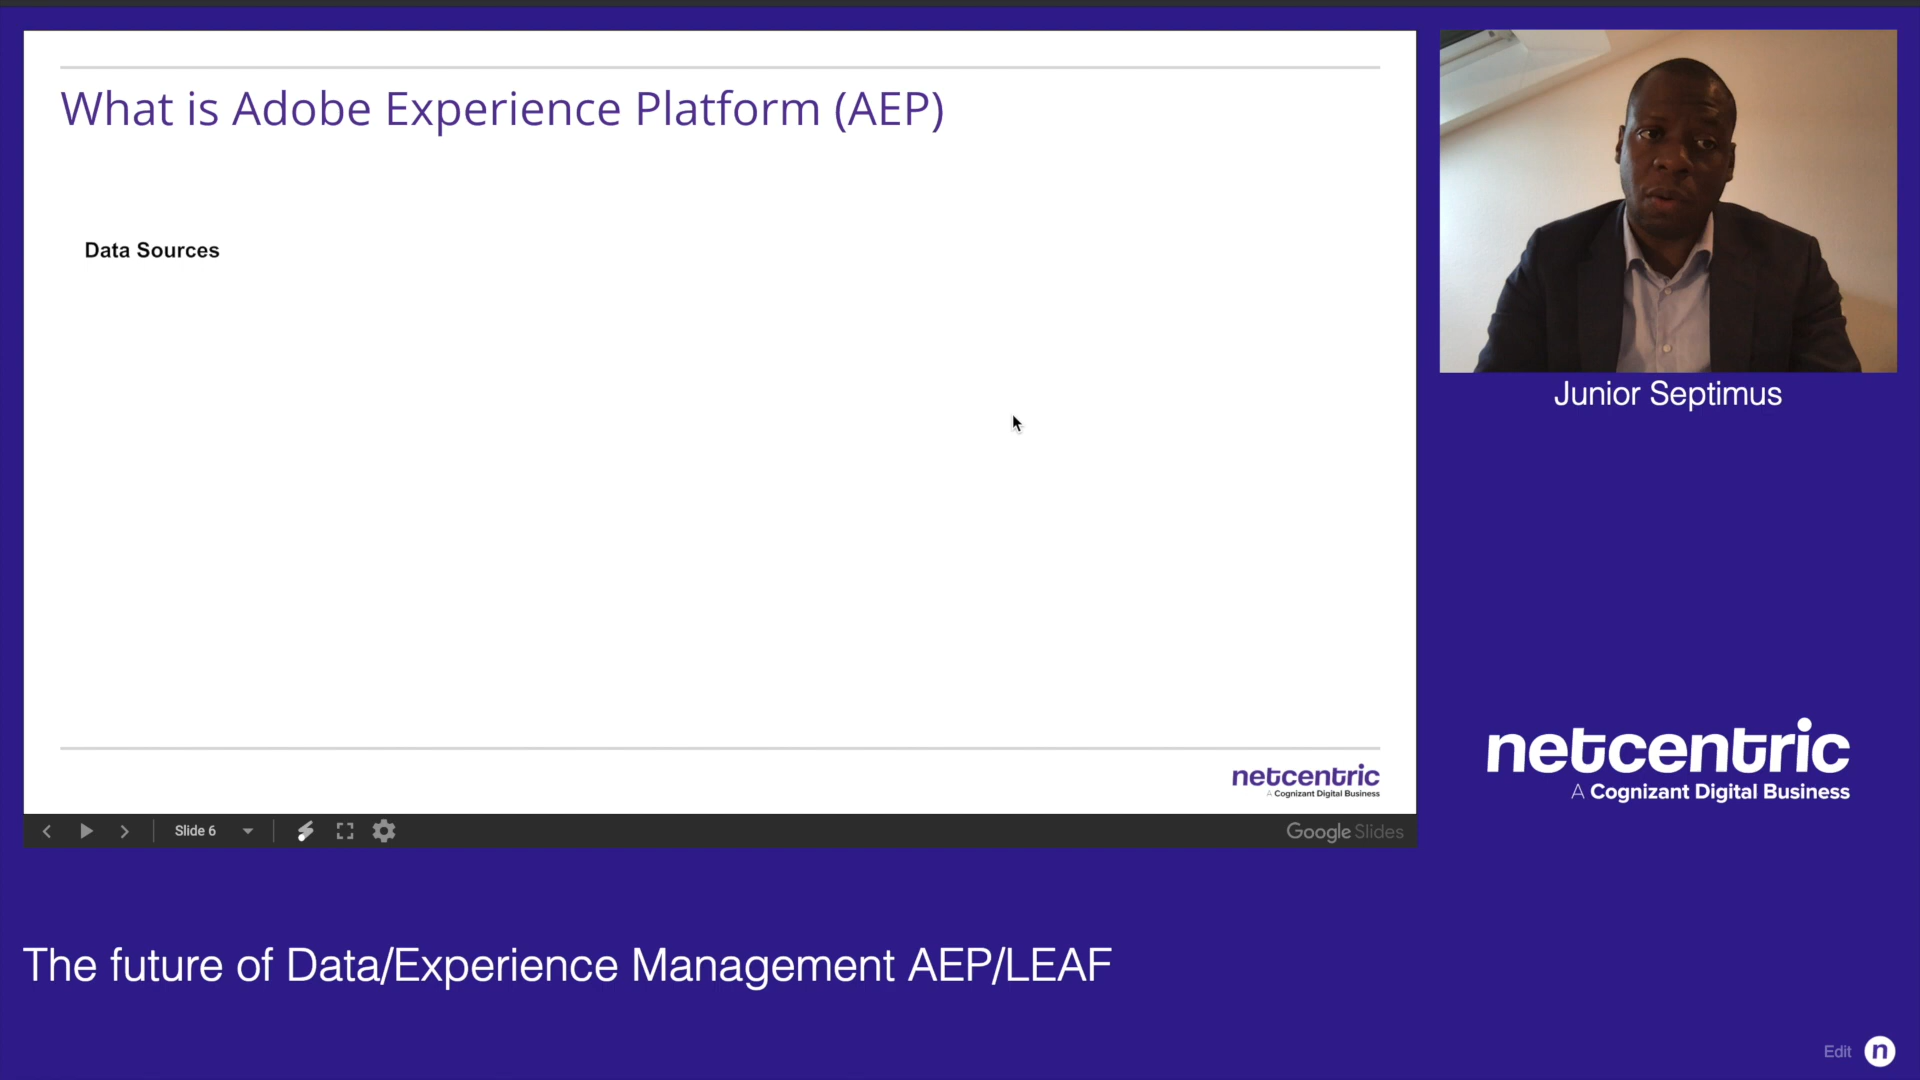 What is Adobe Experience Platform (AEP)
Data Sources
netcentric
A Cognizant Digital Business
Slide 6
Google Slides
Junior Septimus
netcentric
A Cognizant Digital Business
The future of Data/Experience Management AEP/LEAF
Edit
n